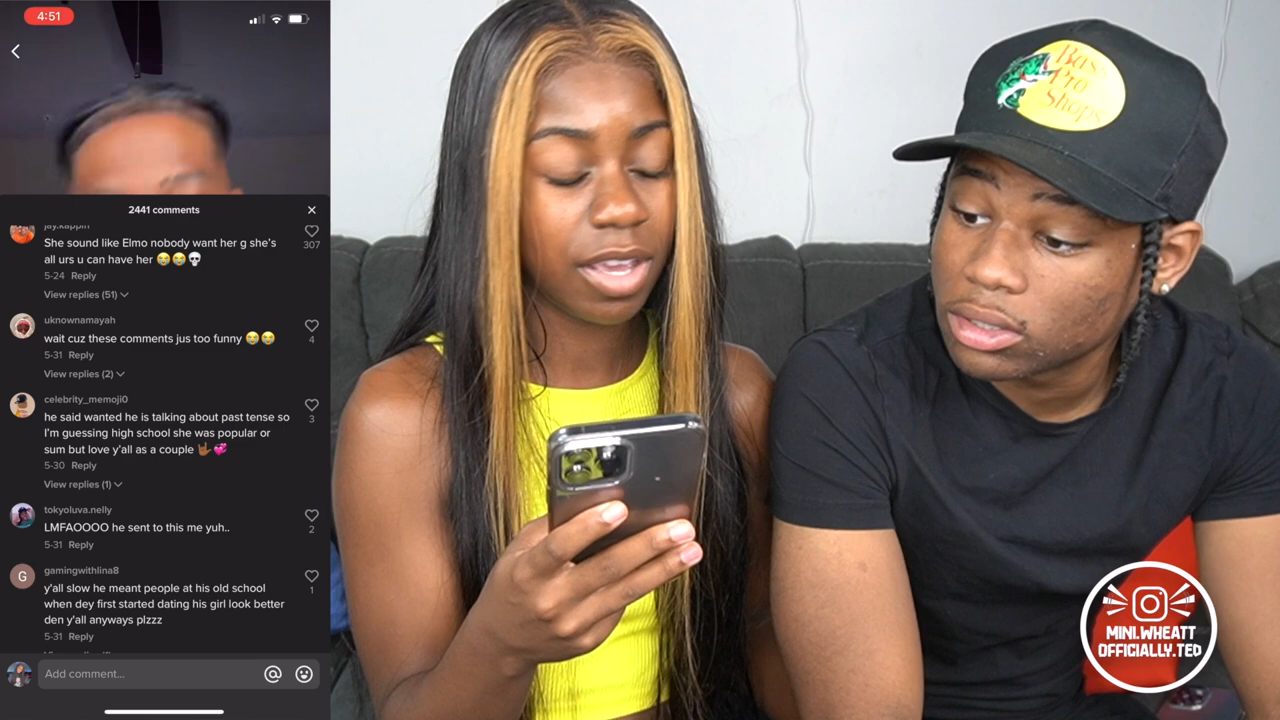 4:51
2441 comments
jay.kappin
307
She sound like Elmo nobody want her g she's
all urs u can have her 😂😂💀
5-24 Reply
View replies (51)
uknownamayah
4
wait cuz these comments jus too funny 😭😭
5-31 Reply
View replies (2)
celebrity_memoji0
3
he said wanted he is talking about past tense so
I'm guessing high school she was popular or
sum but love y'all as a couple 🤟🏾💞
5-30 Reply
View replies (1)
tokyoluva.nelly
2
LMFAOOOO he sent to this me yuh..
5-31 Reply
G
gamingwithlina8
1
y'all slow he meant people at his old school
when dey first started dating his girl look better
den y'all anyways plzzz
5-31 Reply
Add comment...
Bass
Pro
Shops
MINI.WHEATT
OFFICIALLY.TED